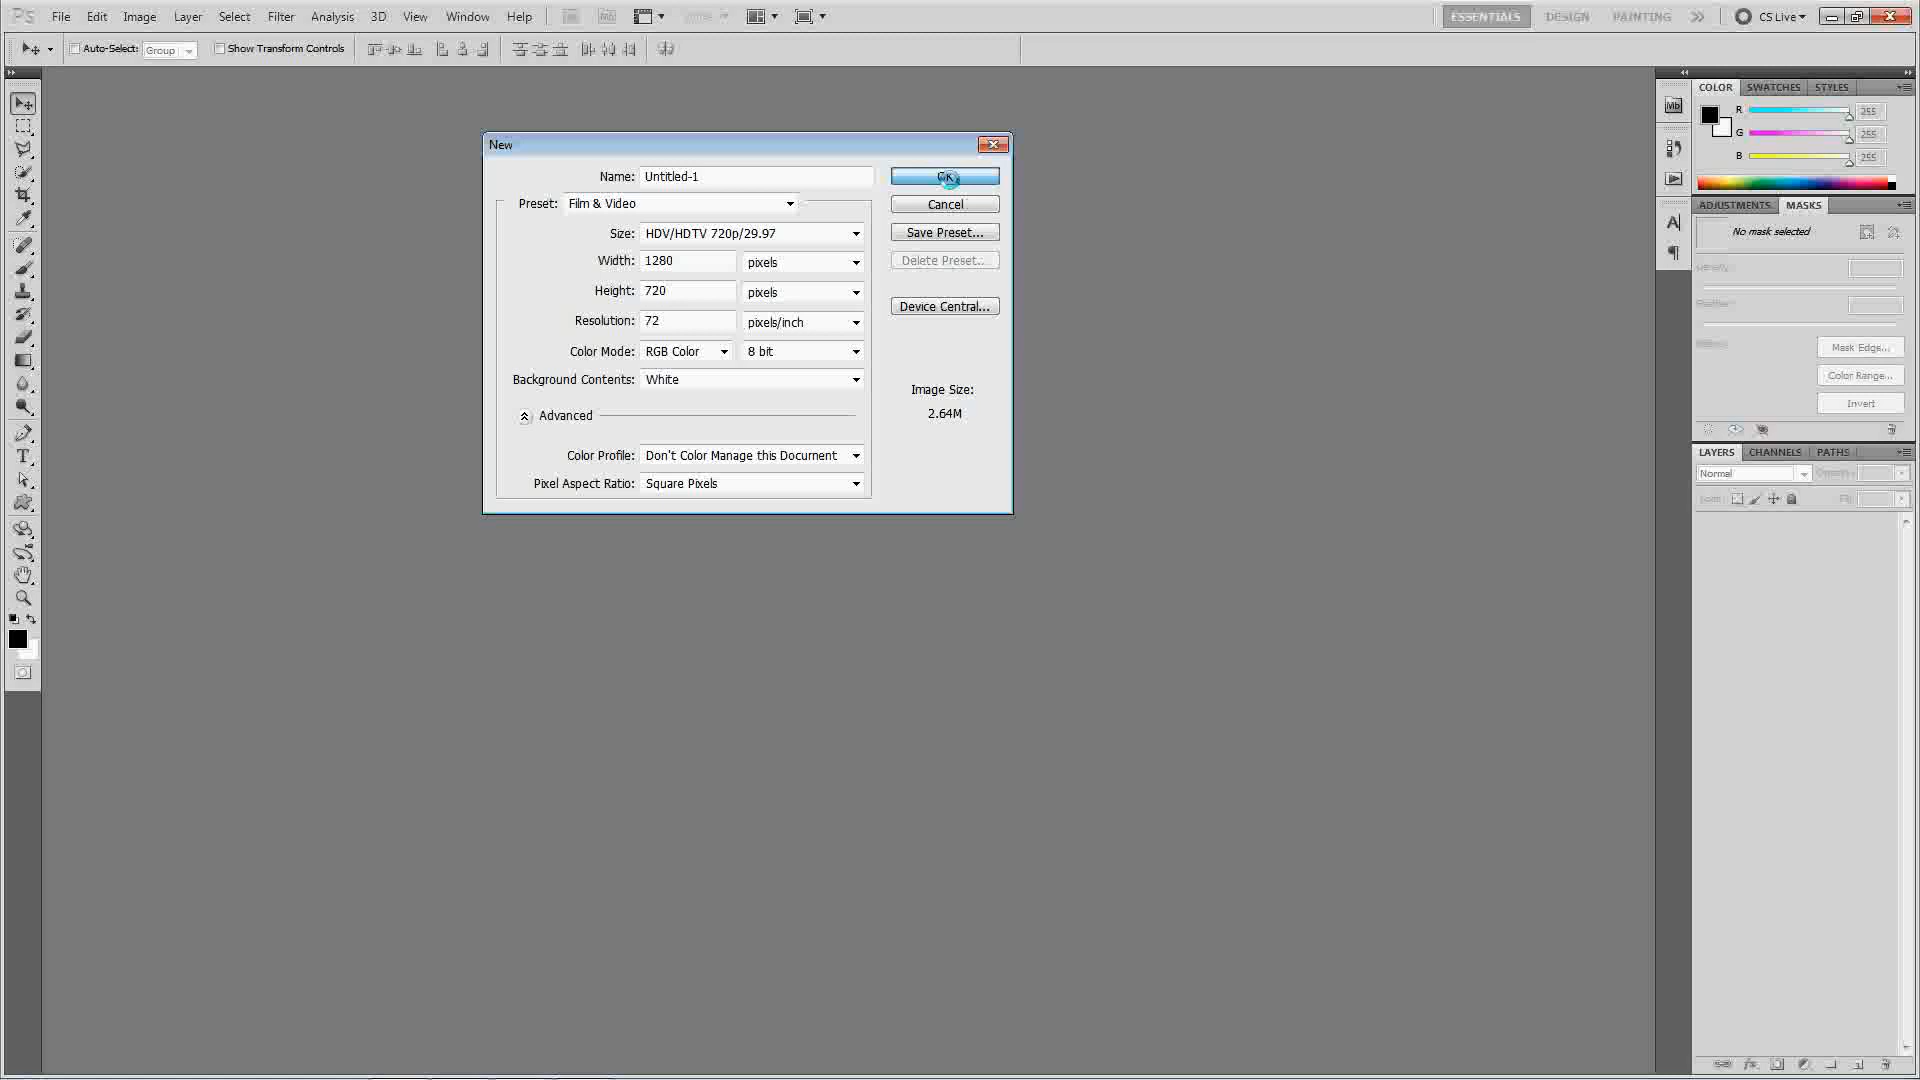 Ps File Edit Image Layer Select Filter Analysis 3D View Window Help Mb ESSENTIALS DESIGN PAINTING CS Live
Auto-Select: Group Show Transform Controls
New
Name: Untitled-1
Preset: Film & Video
Size: HDV/HDTV 720p/29.97
Width: 1280 pixels
Height: 720 pixels
Resolution: 72 pixels/inch
Color Mode: RGB Color 8 bit
Background Contents: White
Advanced
Color Profile: Don't Color Manage this Document
Pixel Aspect Ratio: Square Pixels
OK
Cancel
Save Preset...
Delete Preset...
Device Central...
Image Size:
2.64M
T
Mb
A
COLOR SWATCHES STYLES
R 255
G 255
B 255
ADJUSTMENTS MASKS
No mask selected
Mask Edge...
Color Range...
Invert
LAYERS CHANNELS PATHS
Normal